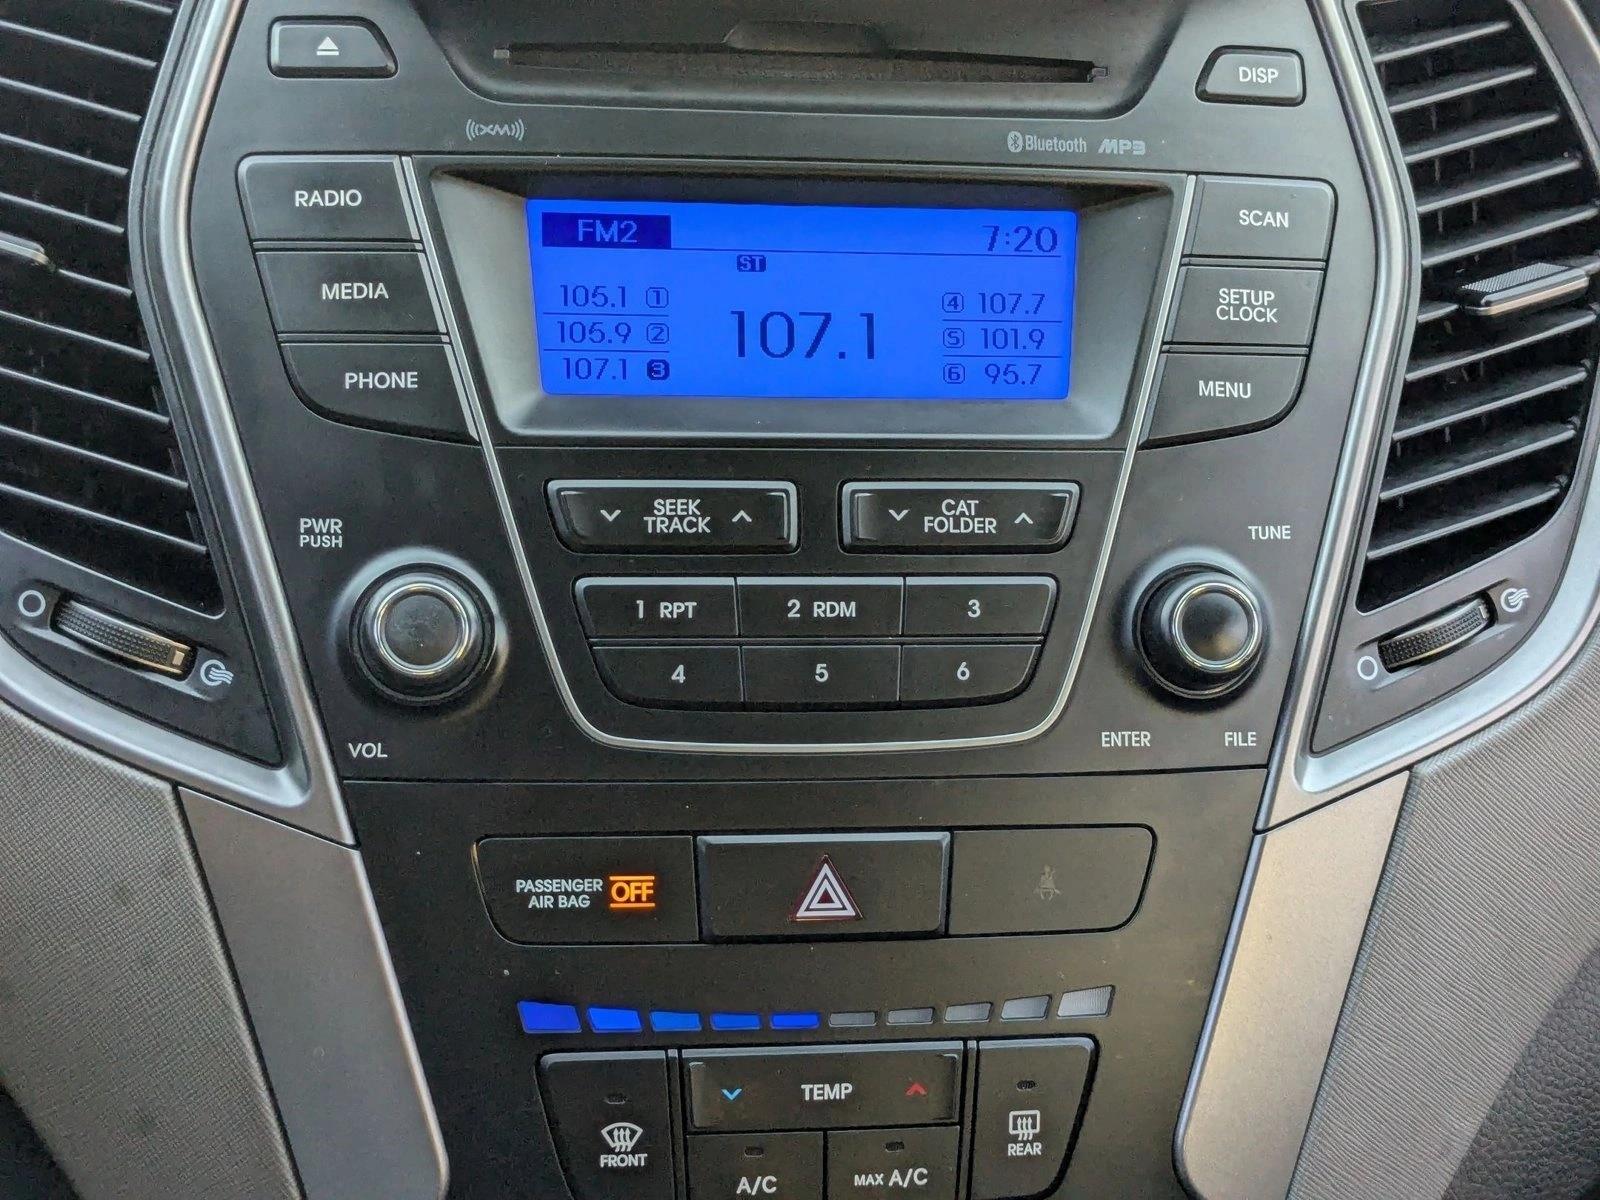 DISP
XM
Bluetooth MP3
RADIO
MEDIA
PHONE
FM2 7:20
ST
105.1 1
105.9 2
107.1 3
107.1
4 107.7
5 101.9
6 95.7
SCAN
SETUP
CLOCK
MENU
PWR
PUSH
SEEK
TRACK
CAT
FOLDER
TUNE
1 RPT
2 RDM
3
4
5
6
VOL
ENTER
FILE
PASSENGER
AIR BAG
OFF
TEMP
FRONT
REAR
A/C
MAX A/C